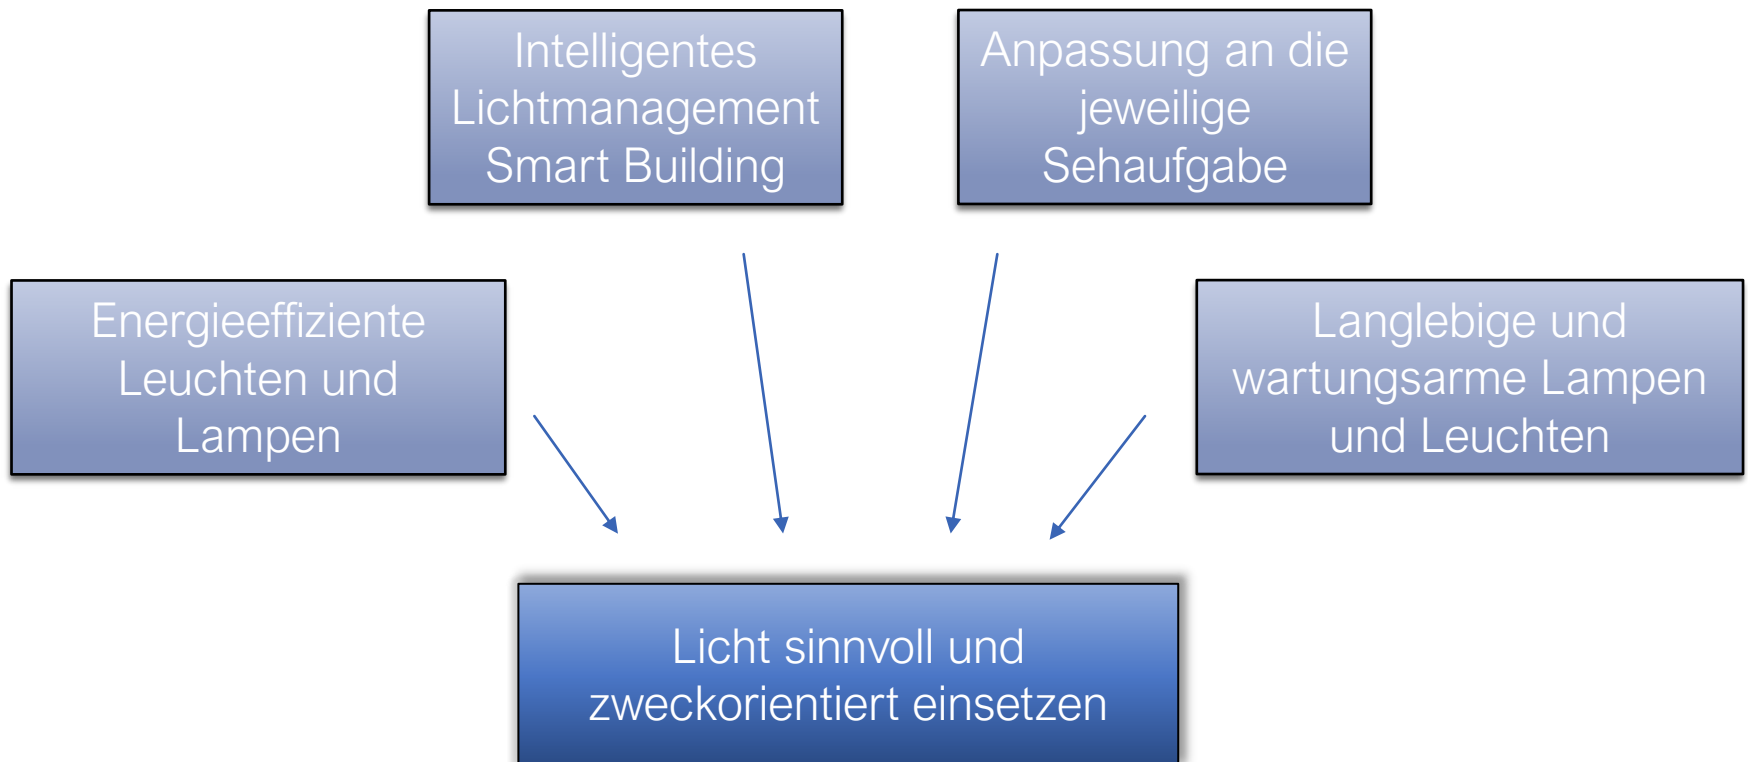 Intelligentes
Lichtmanagement
Smart Building
Anpassung an die
jeweilige
Sehaufgabe
Energieeffiziente
Leuchten und
Lampen
Langlebige und
wartungsarme Lampen
und Leuchten
Licht sinnvoll und
zweckorientiert einsetzen